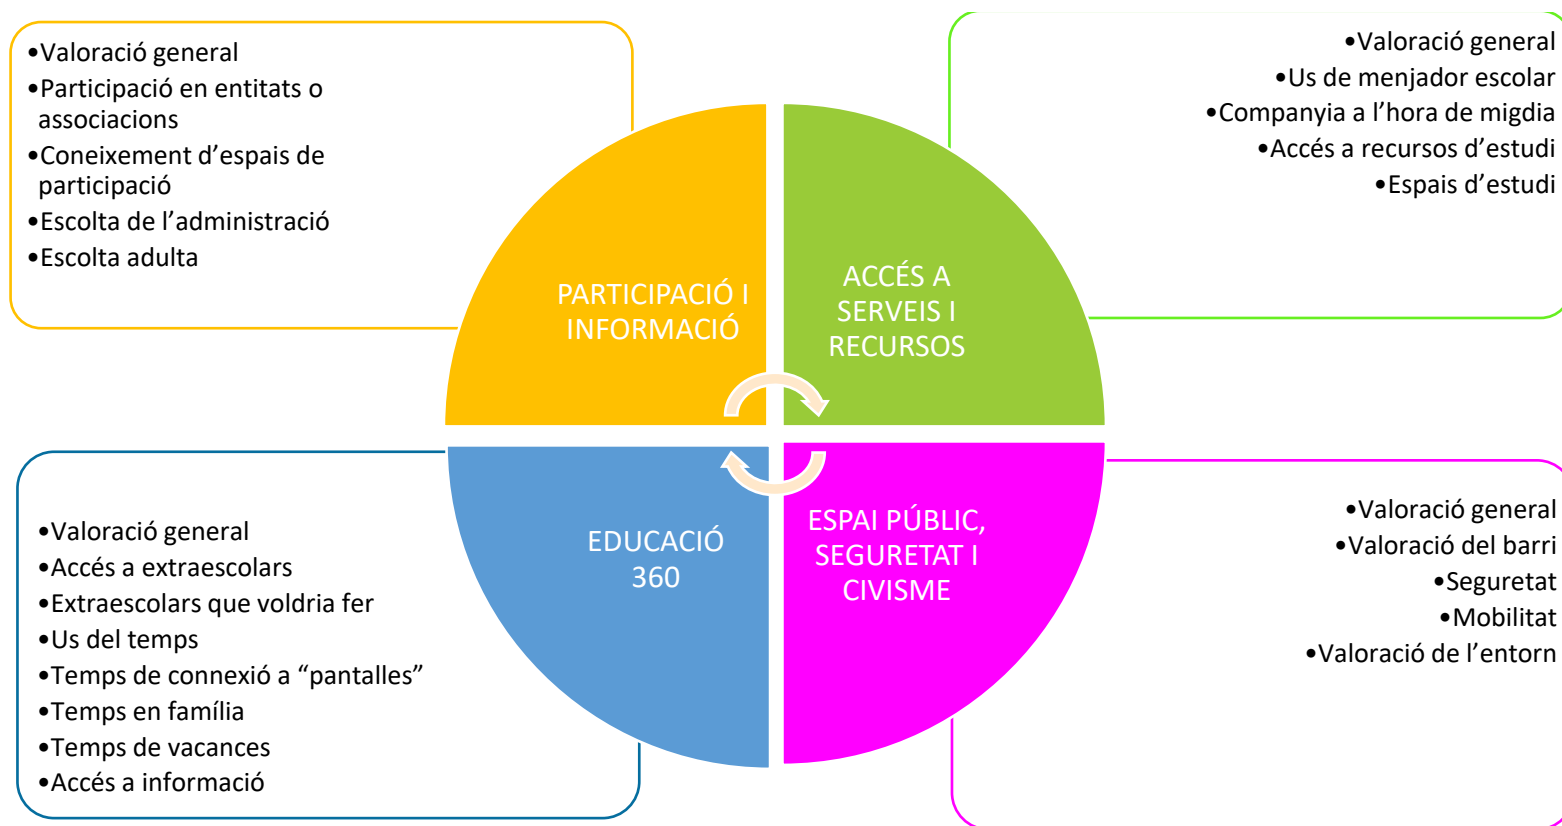 •Valoració general
•Participació en entitats o
associacions
•Coneixement d’espais de
participació
•Escolta de l’administració
•Escolta adulta
•Valoració general
•Us de menjador escolar
•Companyia a l’hora de migdia
•Accés a recursos d’estudi
•Espais d’estudi
PARTICIPACIÓ I
INFORMACIÓ
ACCÉS A
SERVEIS I
RECURSOS
EDUCACIÓ
360
ESPAI PÚBLIC,
SEGURETAT I
CIVISME
•Valoració general
•Accés a extraescolars
•Extraescolars que voldria fer
•Us del temps
•Temps de connexió a “pantalles”
•Temps en família
•Temps de vacances
•Accés a informació
•Valoració general
•Valoració del barri
•Seguretat
•Mobilitat
•Valoració de l’entorn